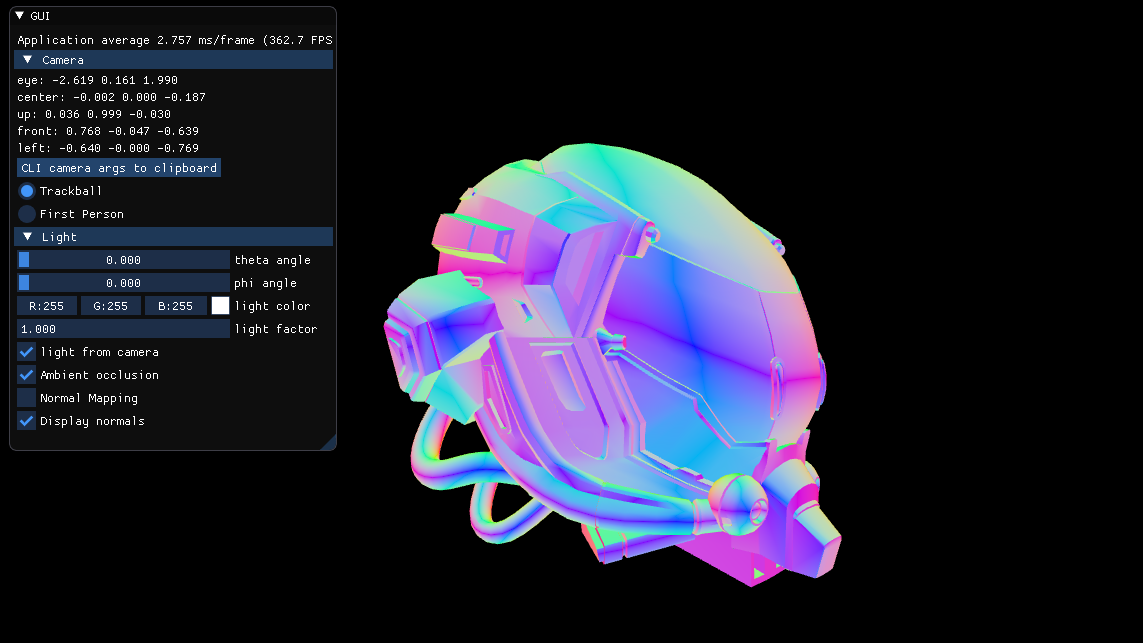 GUI
Application average 2.757 ms/frame (362.7 FPS
Camera
eye: -2.619 0.161 1.990
center: -0.002 0.000 -0.187
up: 0.036 0.999 -0.030
front: 0.768 -0.047 -0.639
left: -0.640 -0.000 -0.769
CLI camera args to clipboard
Trackball
First Person
Light
0.000 theta angle
0.000 phi angle
R:255 G:255 B:255 light color
1.000 light factor
light from camera
Ambient occlusion
Normal Mapping
Display normals